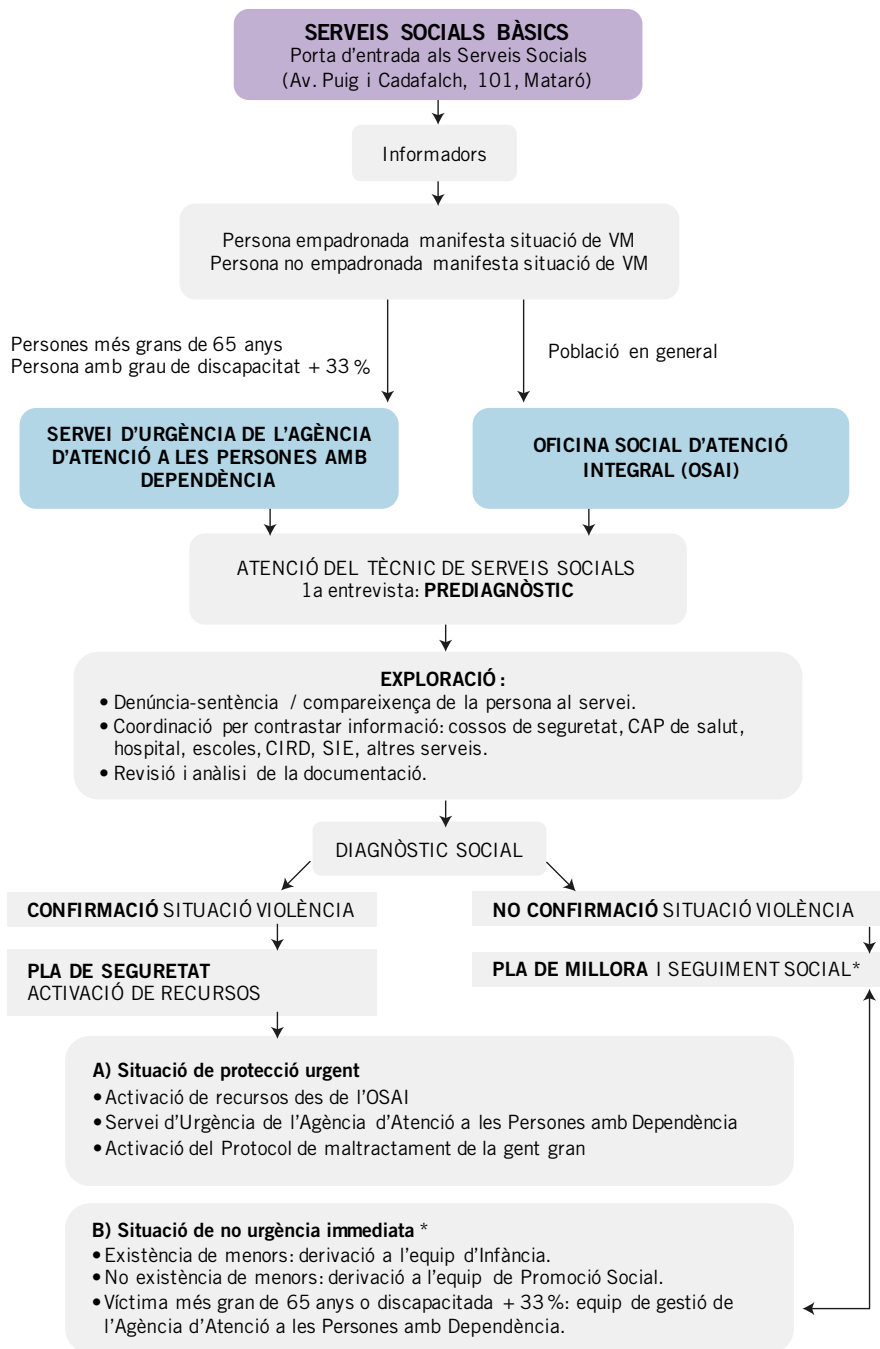 SERVEIS SOCIALS BÀSICS
Porta d'entrada als Serveis Socials
(Av. Puig i Cadafalch, 101, Mataró)
Informadors
Persona empadronada manifesta situació de VM
Persona no empadronada manifesta situació de VM
Persones més grans de 65 anys
Persona amb grau de discapacitat + 33 %
Població en general
SERVEI D'URGÈNCIA DE L'AGÈNCIA
D'ATENCIÓ A LES PERSONES AMB
DEPENDÈNCIA
OFICINA SOCIAL D'ATENCIÓ
INTEGRAL (OSAI)
ATENCIÓ DEL TÈCNIC DE SERVEIS SOCIALS
1a entrevista: PREDIAGNÒSTIC
EXPLORACIÓ :
• Denúncia-sentència / compareixença de la persona al servei.
• Coordinació per contrastar informació: cossos de seguretat, CAP de salut,
hospital, escoles, CIRD, SIE, altres serveis.
• Revisió i anàlisi de la documentació.
DIAGNÒSTIC SOCIAL
CONFIRMACIÓ SITUACIÓ VIOLÈNCIA
NO CONFIRMACIÓ SITUACIÓ VIOLÈNCIA
PLA DE SEGURETAT
ACTIVACIÓ DE RECURSOS
PLA DE MILLORA I SEGUIMENT SOCIAL*
A) Situació de protecció urgent
• Activació de recursos des de l'OSAI
• Servei d'Urgència de l'Agència d'Atenció a les Persones amb Dependència
• Activació del Protocol de maltractament de la gent gran
B) Situació de no urgència immediata *
• Existència de menors: derivació a l'equip d'Infància.
• No existència de menors: derivació a l'equip de Promoció Social.
• Víctima més gran de 65 anys o discapacitada + 33 %: equip de gestió de
l'Agència d'Atenció a les Persones amb Dependència.